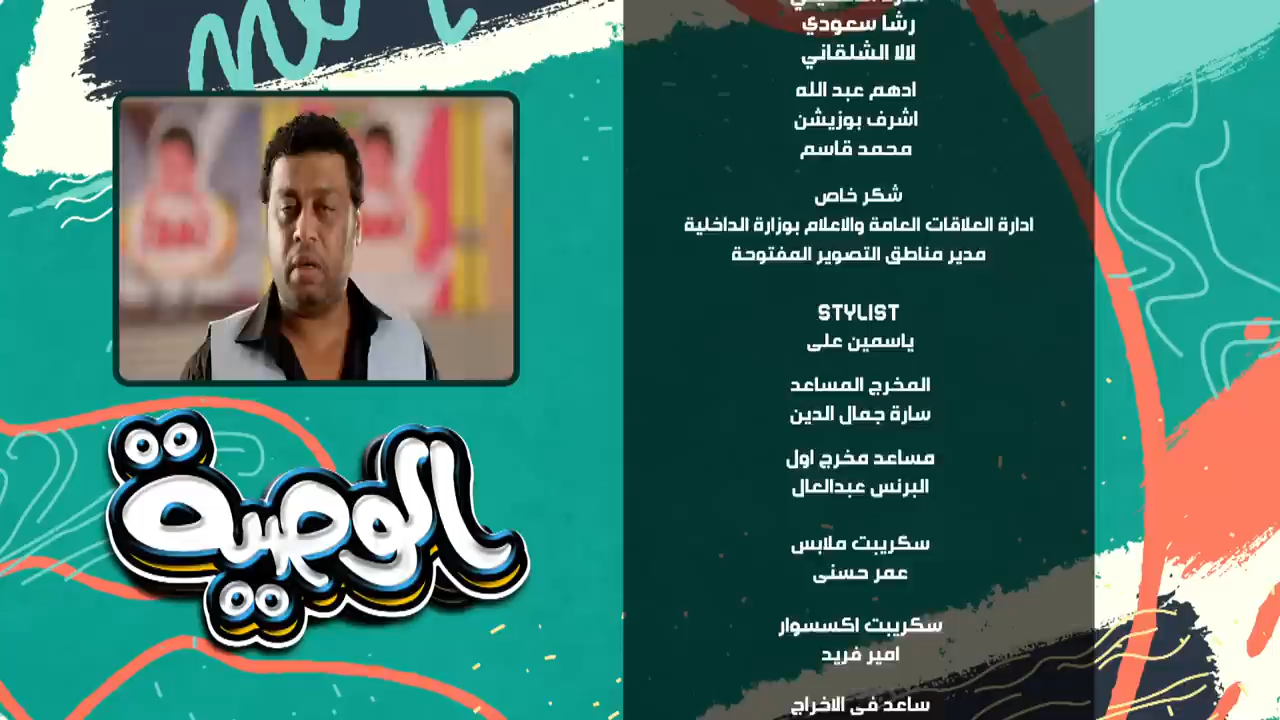 رشا سعودي
لالا الشلقاني
ادهم عبد الله
اشرف بوزيشن
محمد قاسم
شكر خاص
ادارة العلاقات العامة والاعلام بوزارة الداخلية
مدير مناطق التصوير المفتوحة
STYLIST
ياسمين على
المخرج المساعد
سارة جمال الدين
مساعد مخرج اول
البرنس عبدالعال
سكريبت ملابس
عمر حسنى
سكريبت اكسسوار
امير فريد
ساعد فى الاخراج
الوصية